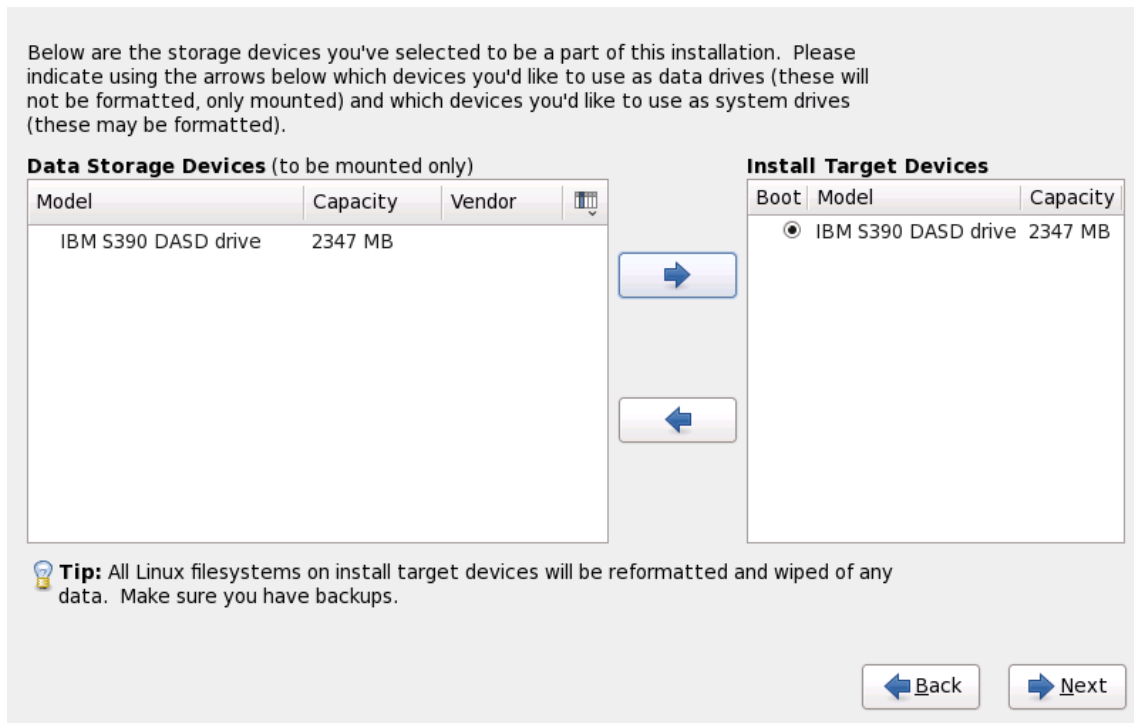 Below are the storage devices you've selected to be a part of this installation.  Please
indicate using the arrows below which devices you'd like to use as data drives (these will
not be formatted, only mounted) and which devices you'd like to use as system drives
(these may be formatted).
Data Storage Devices (to be mounted only)
Model Capacity Vendor
IBM S390 DASD drive 2347 MB
Install Target Devices
Boot Model Capacity
IBM S390 DASD drive 2347 MB
Tip: All Linux filesystems on install target devices will be reformatted and wiped of any
data.  Make sure you have backups.
Back
Next